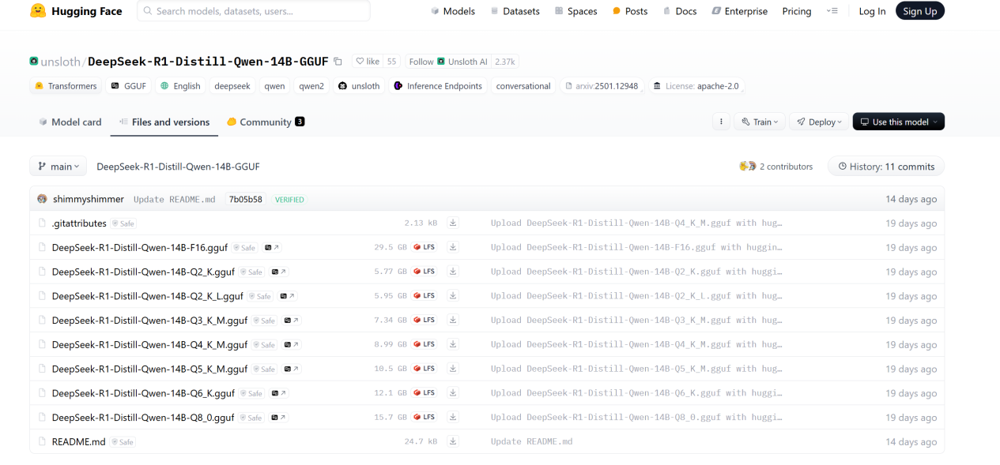 Hugging Face Search models, datasets, users... Models Datasets Spaces Posts Docs Enterprise Pricing Log In Sign Up
unsloth/DeepSeek-R1-Distill-Qwen-14B-GGUF like 55 Follow Unsloth AI 2.37k
Transformers GGUF English deepseek qwen qwen2 unsloth Inference Endpoints conversational arxiv:2501.12948 License: apache-2.0
Model card Files and versions Community 3 Train Deploy Use this model
main DeepSeek-R1-Distill-Qwen-14B-GGUF 2 contributors History: 11 commits
shimmyshimmer Update README.md 7b05b58 VERIFIED 14 days ago
.gitattributes Safe 2.13 kB Upload DeepSeek-R1-Distill-Qwen-14B-Q4_K_M.gguf with hug… 19 days ago
DeepSeek-R1-Distill-Qwen-14B-F16.gguf Safe 29.5 GB LFS Upload DeepSeek-R1-Distill-Qwen-14B-F16.gguf with huggin… 19 days ago
DeepSeek-R1-Distill-Qwen-14B-Q2_K.gguf Safe 5.77 GB LFS Upload DeepSeek-R1-Distill-Qwen-14B-Q2_K.gguf with huggi… 19 days ago
DeepSeek-R1-Distill-Qwen-14B-Q2_K_L.gguf Safe 5.95 GB LFS Upload DeepSeek-R1-Distill-Qwen-14B-Q2_K_L.gguf with hug… 19 days ago
DeepSeek-R1-Distill-Qwen-14B-Q3_K_M.gguf Safe 7.34 GB LFS Upload DeepSeek-R1-Distill-Qwen-14B-Q3_K_M.gguf with hug… 19 days ago
DeepSeek-R1-Distill-Qwen-14B-Q4_K_M.gguf Safe 8.99 GB LFS Upload DeepSeek-R1-Distill-Qwen-14B-Q4_K_M.gguf with hug… 19 days ago
DeepSeek-R1-Distill-Qwen-14B-Q5_K_M.gguf Safe 10.5 GB LFS Upload DeepSeek-R1-Distill-Qwen-14B-Q5_K_M.gguf with hug… 19 days ago
DeepSeek-R1-Distill-Qwen-14B-Q6_K.gguf Safe 12.1 GB LFS Upload DeepSeek-R1-Distill-Qwen-14B-Q6_K.gguf with huggi… 19 days ago
DeepSeek-R1-Distill-Qwen-14B-Q8_0.gguf Safe 15.7 GB LFS Upload DeepSeek-R1-Distill-Qwen-14B-Q8_0.gguf with huggi… 19 days ago
README.md Safe 24.7 kB Update README.md 14 days ago